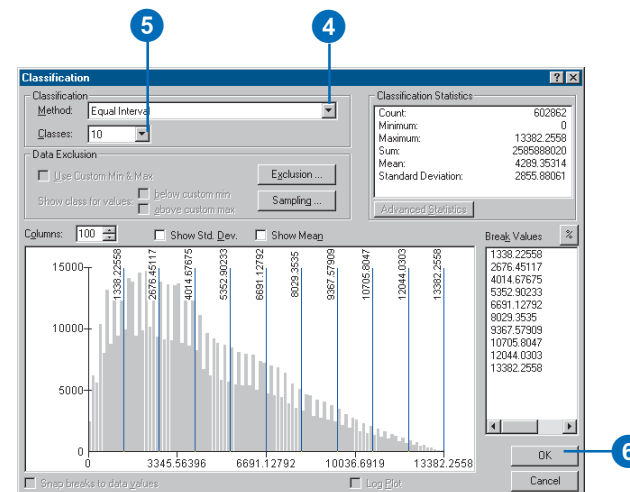 5
4
Classification
Classification
Method: Equal Interval
Classes: 10
Classification Statistics
Count: 602862
Minimum: 0
Maximum: 13382.2558
Sum: 2585888020
Mean: 4289.35314
Standard Deviation: 2855.88061
Advanced Statistics
Data Exclusion
Use Custom Min & Max
Exclusion ...
Show class for values:
below custom min
above custom max
Sampling ...
Columns: 100
Show Std. Dev.
Show Mean
Break Values
%
1338.22558
2676.45117
4014.67675
5352.90233
6691.12792
8029.3535
9367.57909
10705.8047
12044.0303
13382.2558
15000
10000
5000
0
1338.22558
2676.45117
4014.67675
5352.90233
6691.12792
8029.3535
9367.57909
10705.8047
12044.0303
13382.2558
0
3345.56396
6691.12792
10036.6919
13382.2558
OK
6
Cancel
Snap breaks to data values
Log Plot